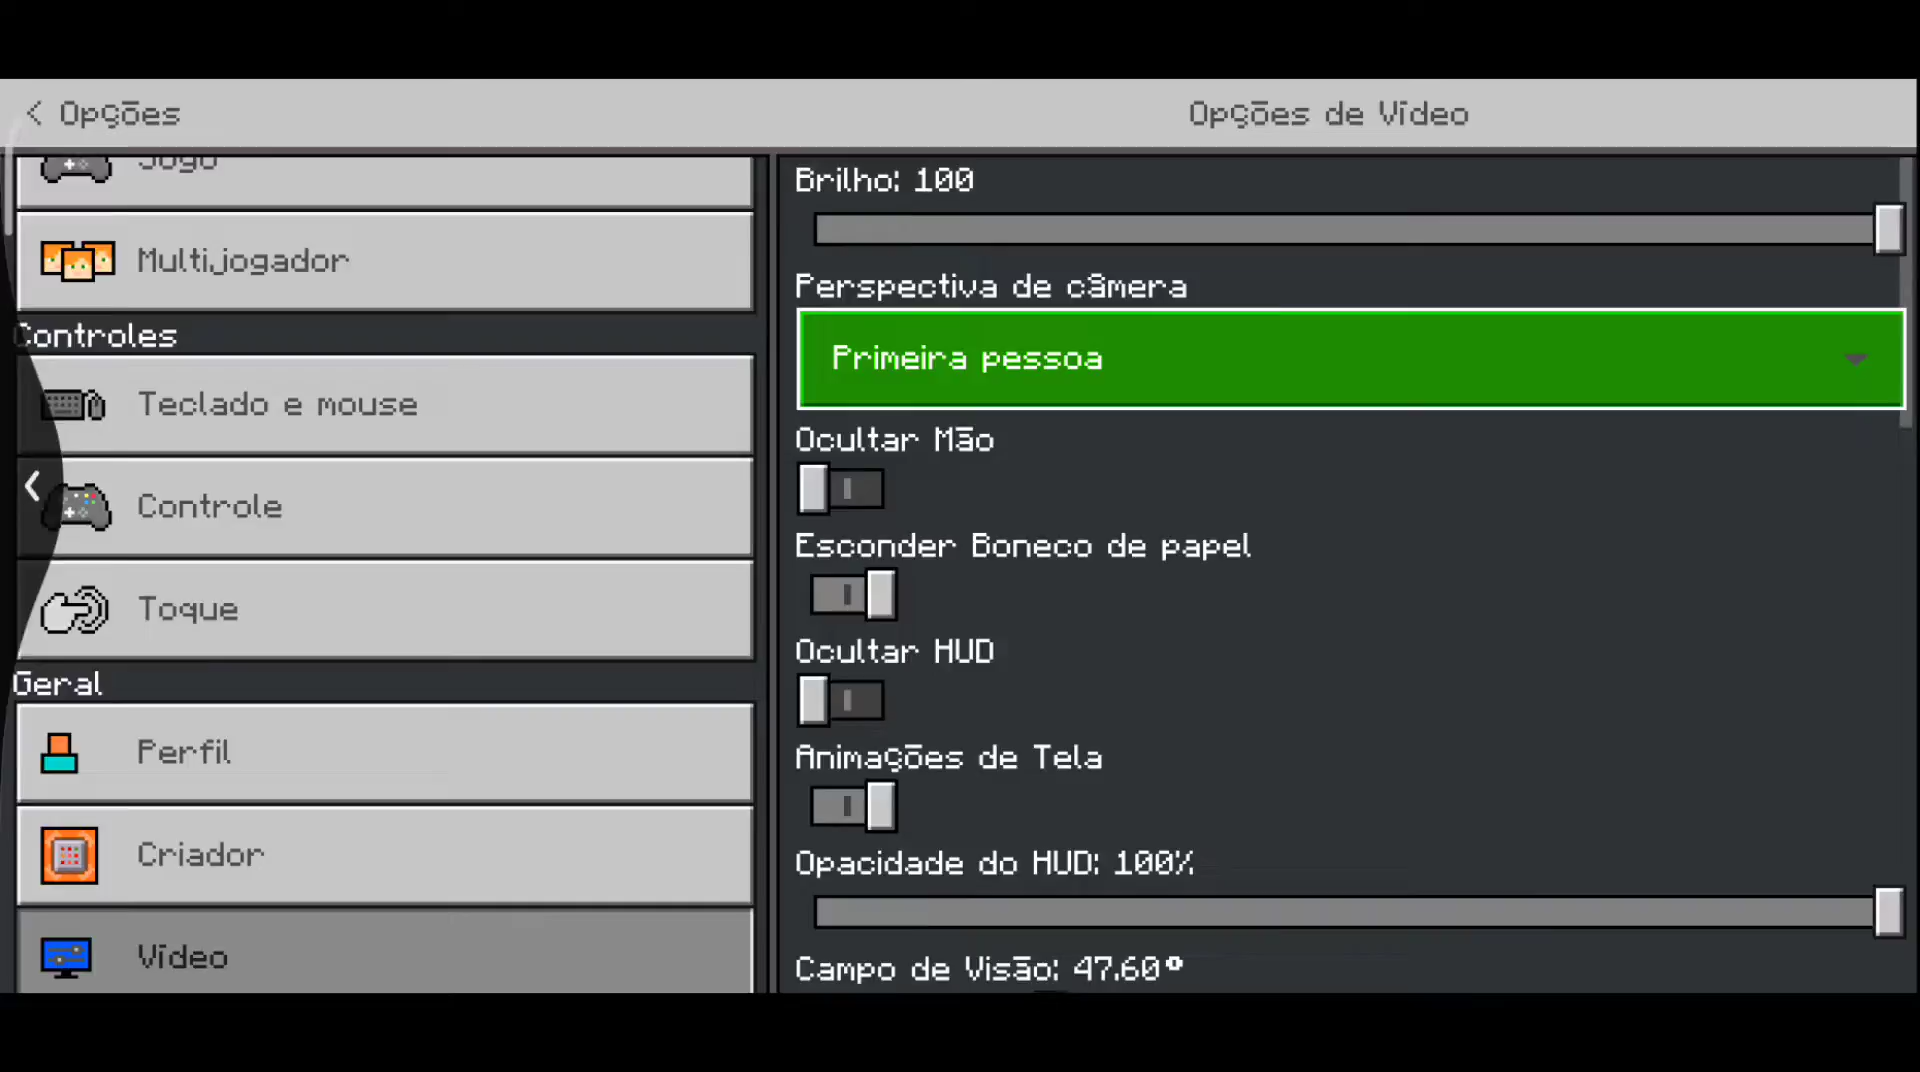 Opções
Opções de Vídeo
Jogo
Multijogador
Controles
Teclado e mouse
Controle
Toque
Geral
Perfil
Criador
Vídeo
Brilho: 100
Perspectiva de câmera
Primeira pessoa
Ocultar Mão
Esconder Boneco de papel
Ocultar HUD
Animações de Tela
Opacidade do HUD: 100%
Campo de Visão: 47.60°